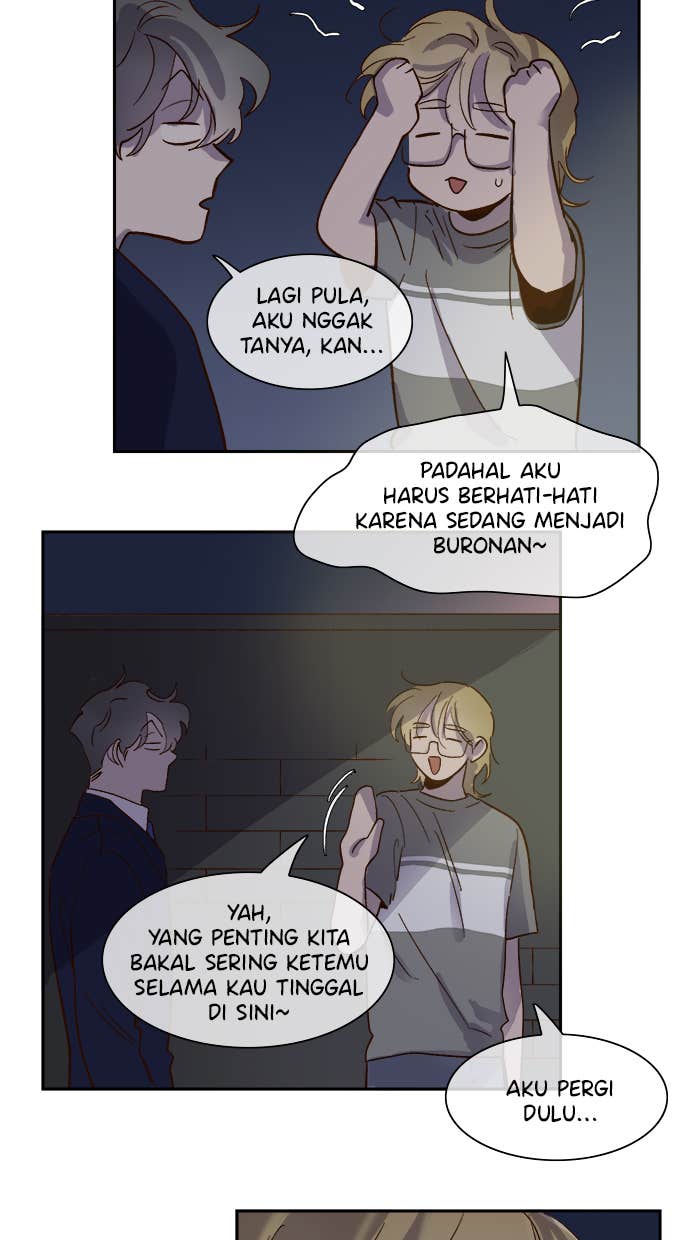 LAGI PULA,
AKU NGGAK
TANYA, KAN...
PADAHAL AKU
HARUS BERHATI-HATI
KARENA SEDANG MENJADI
BURONAN~
YAH,
YANG PENTING KITA
BAKAL SERING KETEMU
SELAMA KAU TINGGAL
DI SINI~
AKU PERGI
DULU...